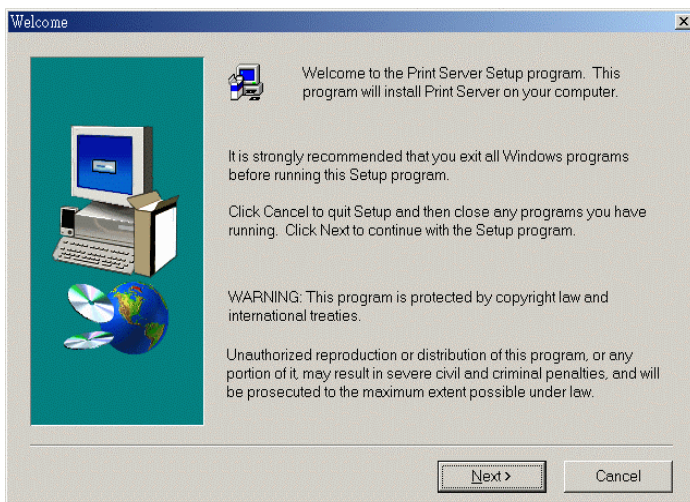 Welcome
Welcome to the Print Server Setup program. This
program will install Print Server on your computer.
It is strongly recommended that you exit all Windows programs
before running this Setup program.
Click Cancel to quit Setup and then close any programs you have
running. Click Next to continue with the Setup program.
WARNING: This program is protected by copyright law and
international treaties.
Unauthorized reproduction or distribution of this program, or any
portion of it, may result in severe civil and criminal penalties, and will
be prosecuted to the maximum extent possible under law.
Next >
Cancel